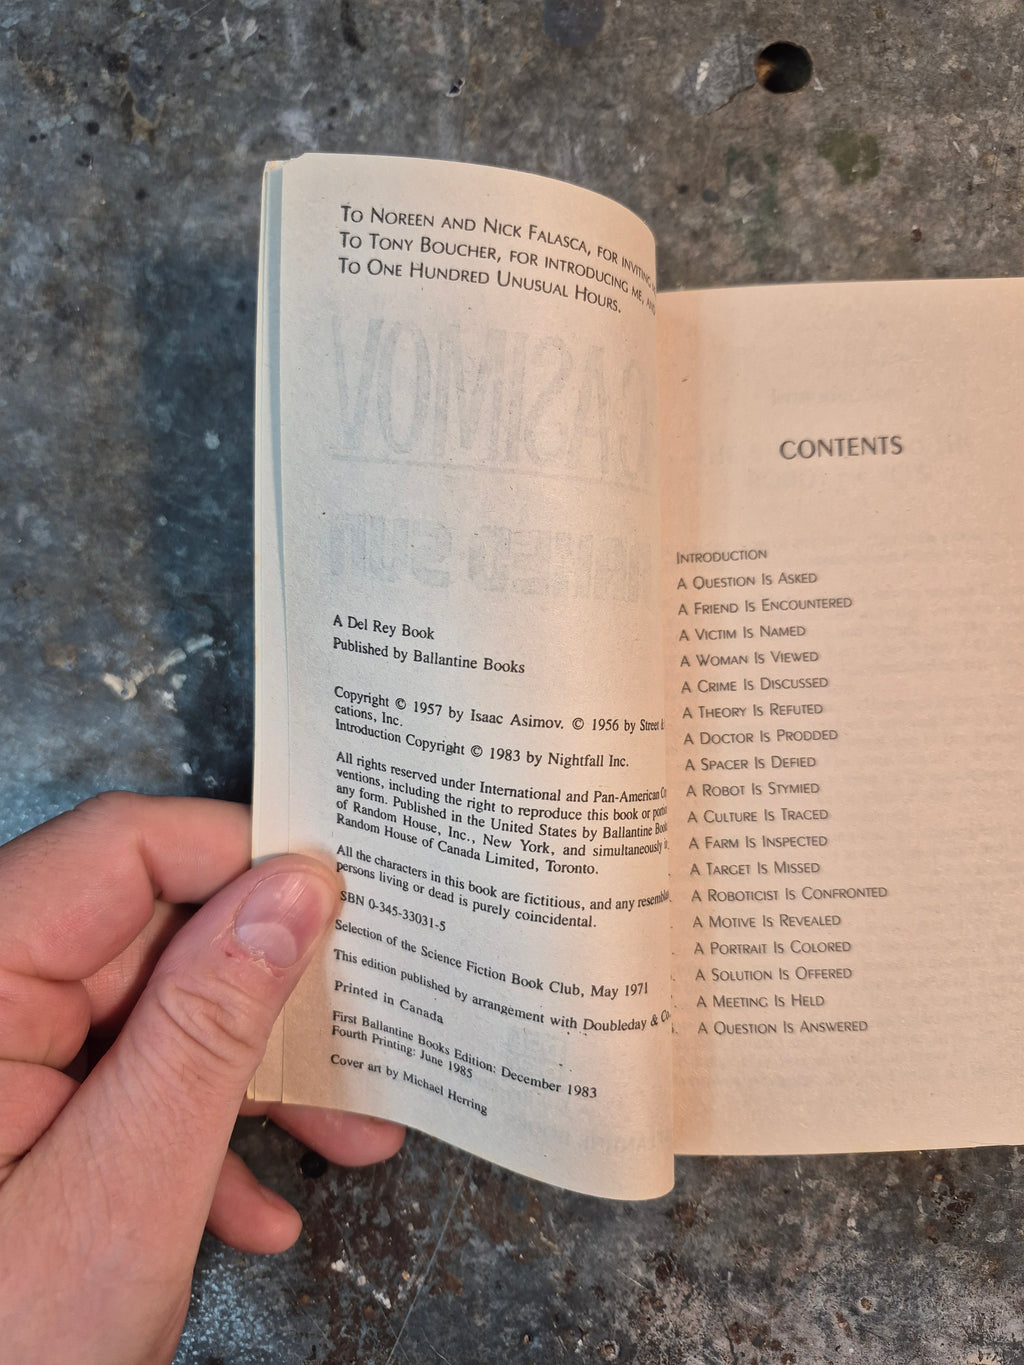 To Noreen and Nick Falasca, for inviting
To Tony Boucher, for introducing me,
To One Hundred Unusual Hours.
A Del Rey Book
Published by Ballantine Books
Copyright © 1957 by Isaac Asimov. © 1956 by Street
cations, Inc.
Introduction Copyright © 1983 by Nightfall Inc.
All rights reserved under International and Pan-American
ventions, including the right to reproduce this book or
any form. Published in the United States by Ballantine
of Random House, Inc., New York, and simultaneously
Random House of Canada Limited, Toronto.
All the characters in this book are fictitious, and any
persons living or dead is purely coincidental.
SBN 0-345-33031-5
Selection of the Science Fiction Book Club, May 1971
This edition published by arrangement with Doubleday &
Printed in Canada
First Ballantine Books Edition: December 1983
Fourth Printing: June 1985
Cover art by Michael Herring
CONTENTS
Introduction
A Question Is Asked
A Friend Is Encountered
A Victim Is Named
A Woman Is Viewed
A Crime Is Discussed
A Theory Is Refuted
A Doctor Is Prodded
A Spacer Is Defied
A Robot Is Stymied
A Culture Is Traced
A Farm Is Inspected
A Target Is Missed
A Roboticist Is Confronted
A Motive Is Revealed
A Portrait Is Colored
A Solution Is Offered
A Meeting Is Held
A Question Is Answered